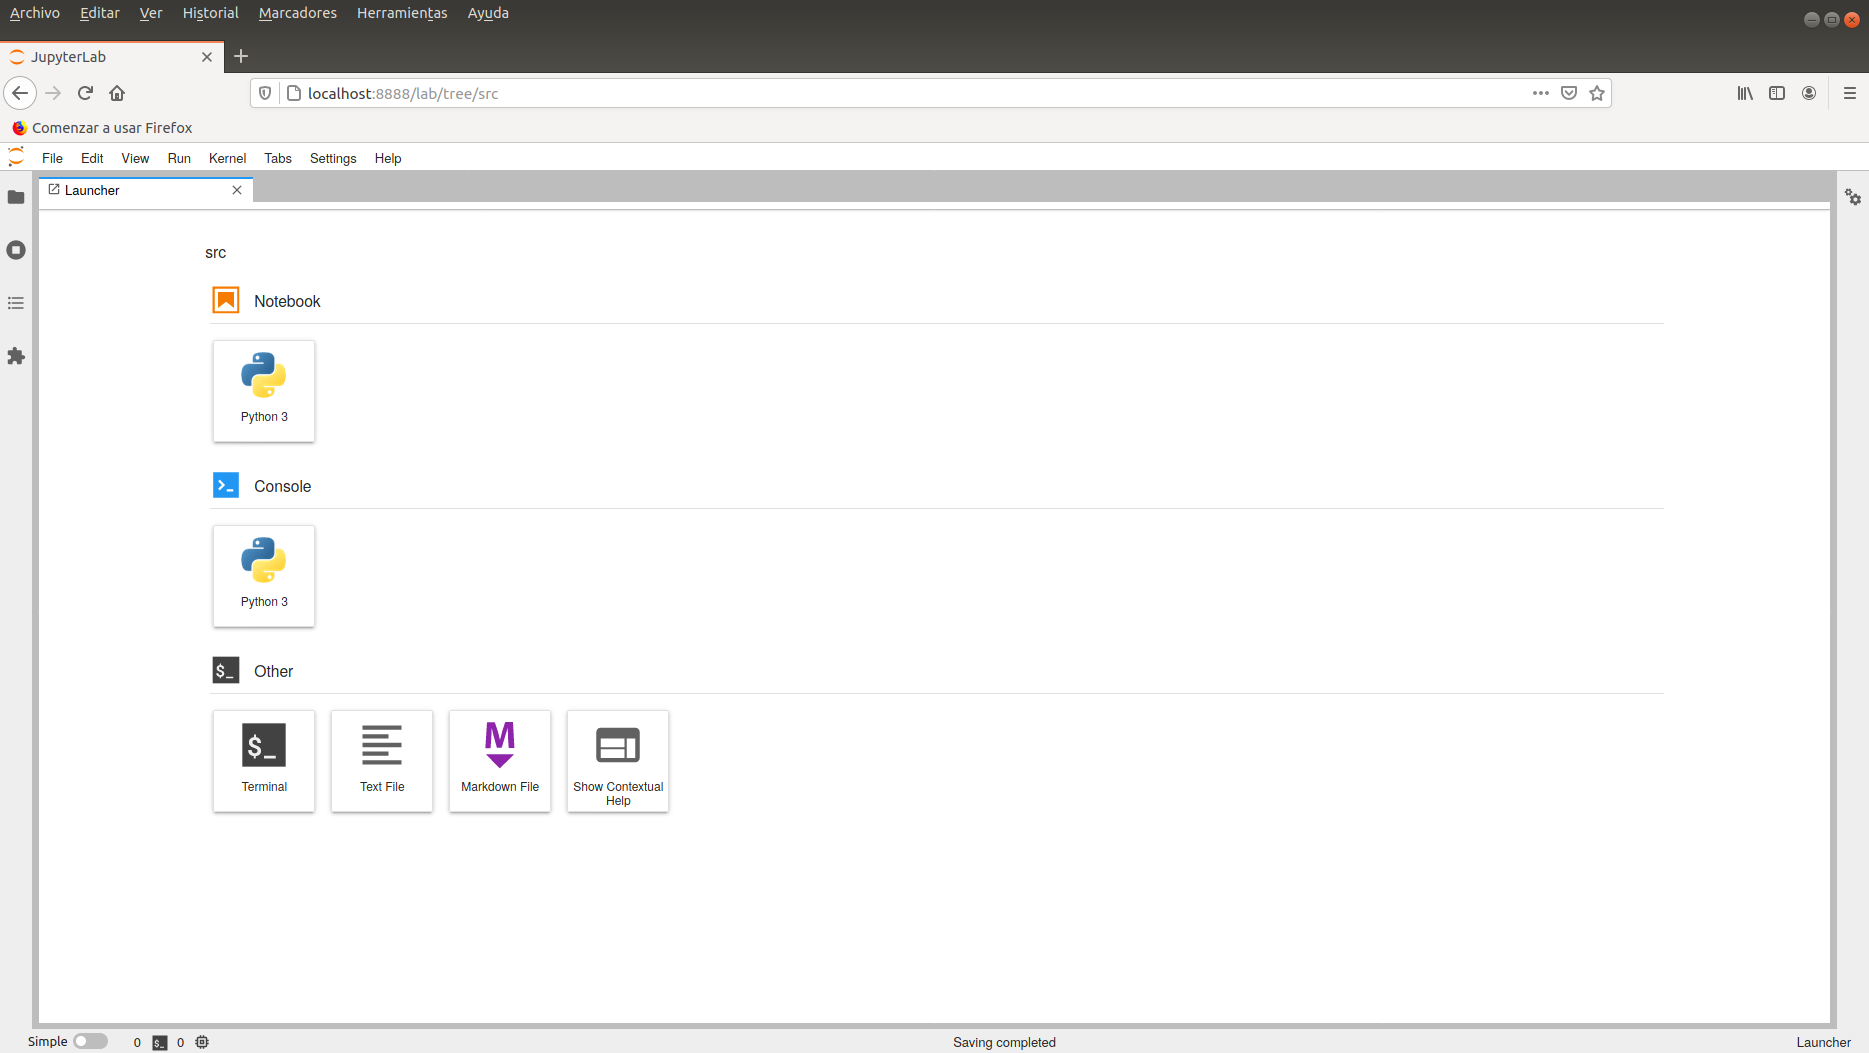 Archivo Editar Ver Historial Marcadores Herramientas Ayuda
JupyterLab
localhost:8888/lab/tree/src
Comenzar a usar Firefox
File Edit View Run Kernel Tabs Settings Help
Launcher
src
Notebook
Python 3
>_ Console
Python 3
$_ Other
$_
M
Terminal Text File Markdown File Show Contextual
Help
Simple 0 $_ 0 Saving completed Launcher